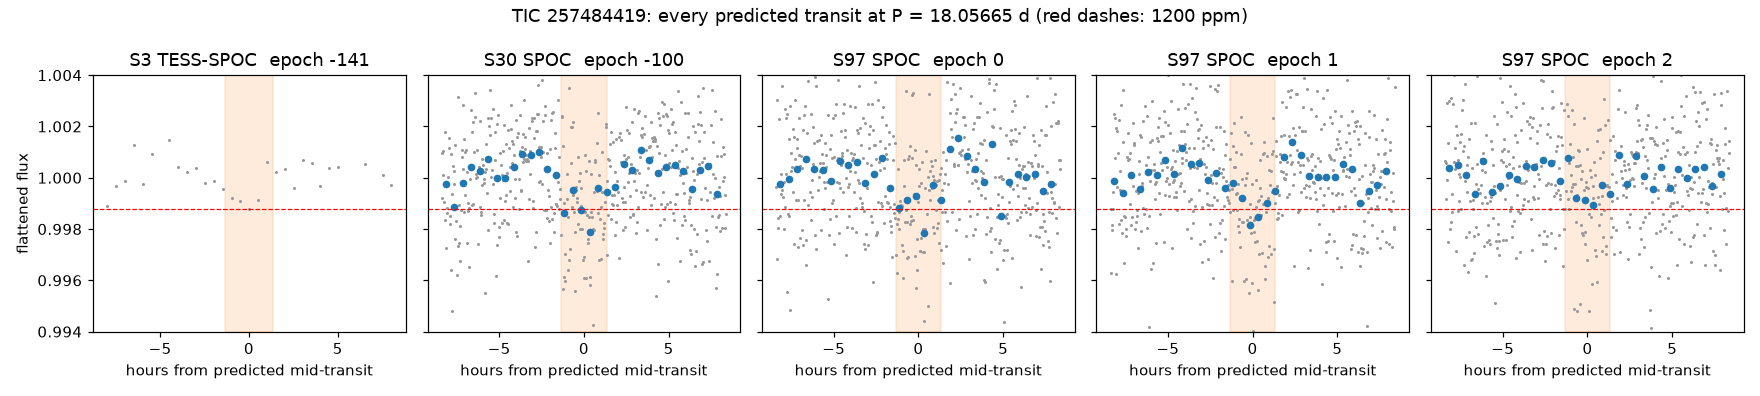 TIC 257484419: every predicted transit at P = 18.05665 d (red dashes: 1200 ppm)
S3 TESS-SPOC epoch -141
S30 SPOC epoch -100
S97 SPOC epoch 0
S97 SPOC epoch 1
S97 SPOC epoch 2
flattened flux
1.004
1.002
1.000
0.998
0.996
0.994
−5 0 5
−5 0 5
−5 0 5
−5 0 5
−5 0 5
hours from predicted mid-transit
hours from predicted mid-transit
hours from predicted mid-transit
hours from predicted mid-transit
hours from predicted mid-transit